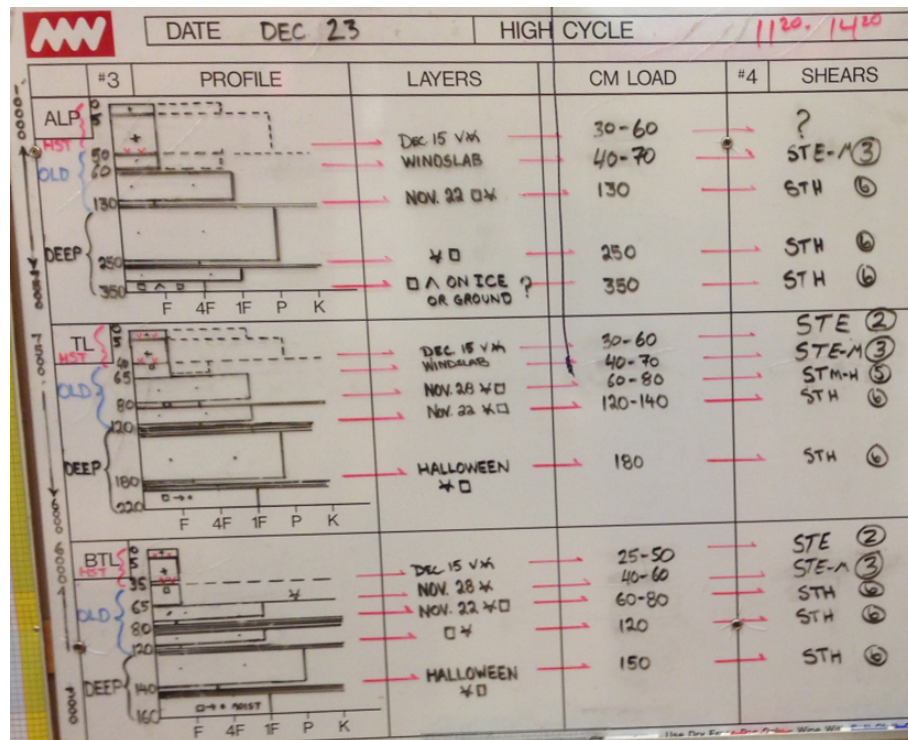 MW DATE DEC 23 HIGH CYCLE 11²⁰- 14²⁰
#3 PROFILE LAYERS CM LOAD #4 SHEARS
10000
ALP
HST
OLD
DEEP
0
5
50
60
130
250
350
□ ∧ □
F 4F 1F P K
DEC 15 V 30-60 ?
WINDSLAB 40-70 STE-M ③
NOV. 22 □ 130 STH ⑥
□ 250 STH ⑥
□ ∧ ON ICE ? 350 STH ⑥
OR GROUND
7500
TL
HST
OLD
DEEP
0
5
40
65
80
120
180
220
F 4F 1F P K
STE ②
DEC 15 V 30-60 STE-M ③
WINDSLAB 40-70 STM-H ⑤
NOV. 28 □ 60-80 STH ⑥
NOV. 22 □ 120-140
HALLOWEEN 180 STH ⑥
□
6000
BTL
HST
OLD
DEEP
0
5
35
65
80
120
140
160
MOIST
F 4F 1F P K
STE ②
DEC 15 V 25-50 STE-M ③
NOV. 28 40-60 STH ⑥
NOV. 22 □ 60-80 STH ⑥
□ 120
HALLOWEEN 150 STH ⑥
□